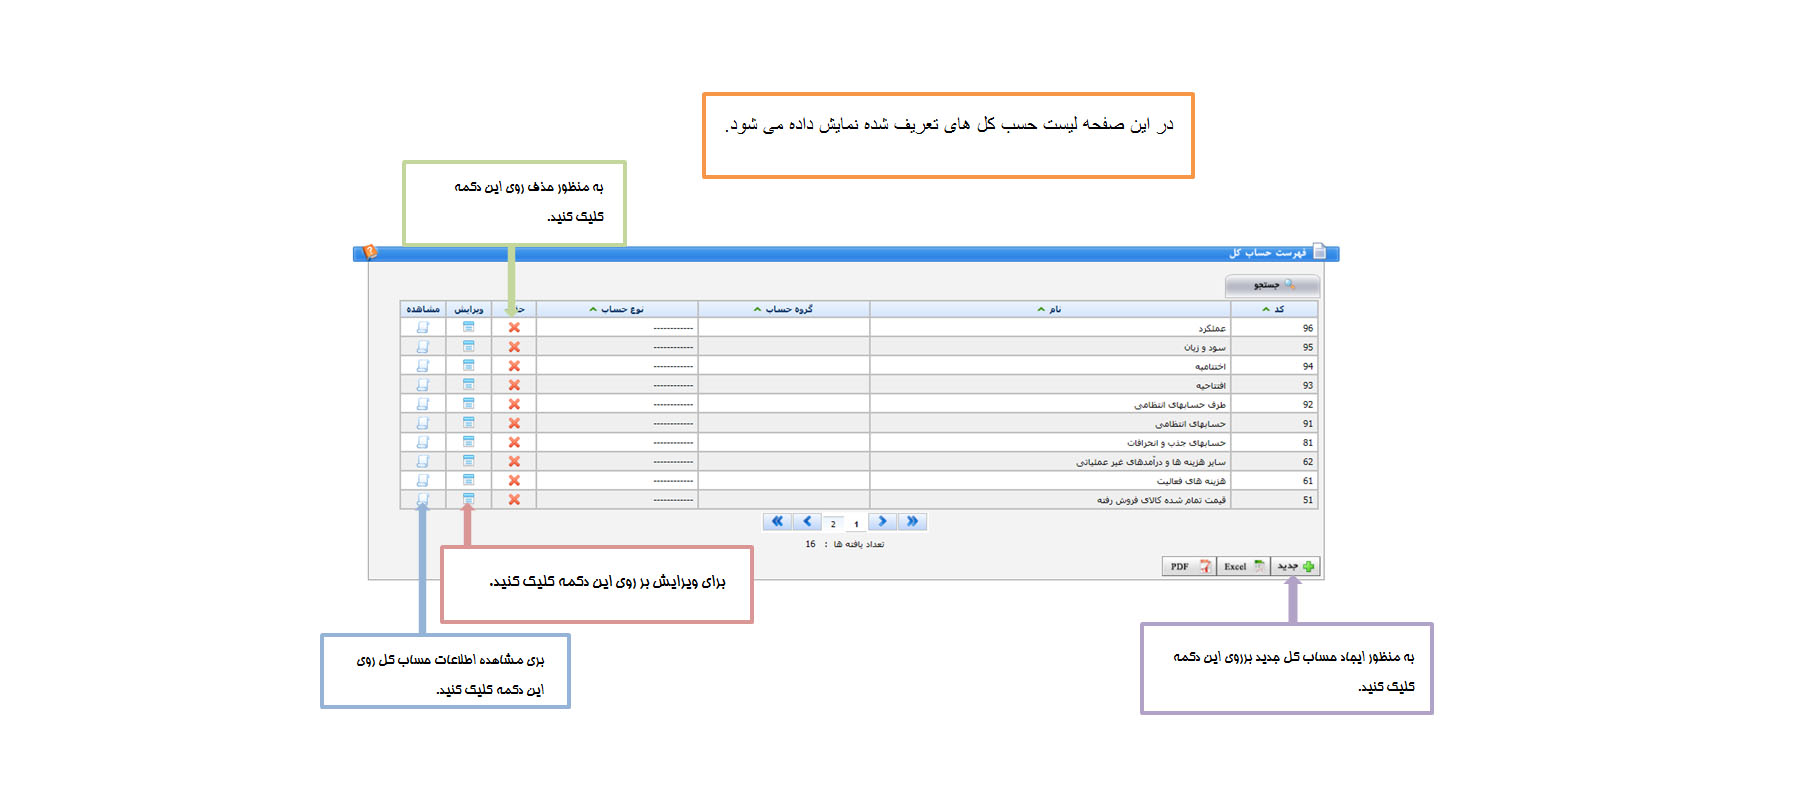 در این صفحه لیست حسب کل های تعریف شده نمایش داده می شود.
به منظور حذف روی این دکمه
کلیک کنید.
فهرست حساب کل
جستجو
کد نام گروه حساب نوع حساب ویرایش مشاهده
96 عملکرد ------------
95 سود و زیان ------------
94 اختتامیه ------------
93 افتتاحیه ------------
92 طرف حسابهای انتظامی ------------
91 حسابهای انتظامی ------------
81 حسابهای جذب و انحرافات ------------
62 سایر هزینه ها و درآمدهای غیر عملیاتی ------------
61 هزینه های فعالیت ------------
51 قیمت تمام شده کالای فروش رفته ------------
1 2
تعداد یافته ها : 16
جدید Excel PDF
برای ویرایش بر روی این دکمه کلیک کنید.
بری مشاهده اطلاعات حساب کل روی
این دکمه کلیک کنید.
به منظور ایجاد حساب کل جدید برروی این دکمه
کلیک کنید.